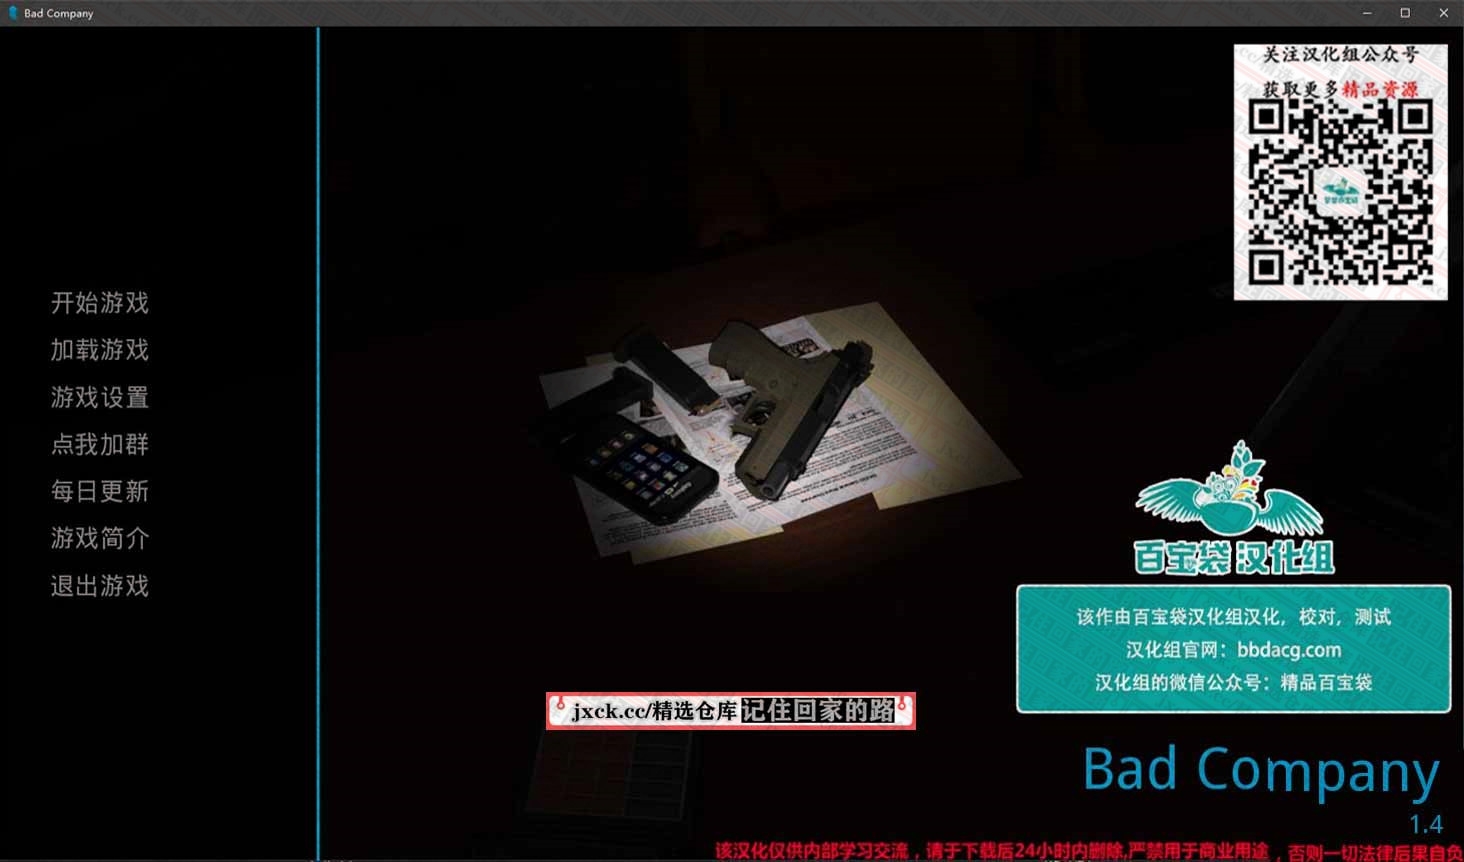 Bad Company
关注汉化组公众号
获取更多精品资源
开始游戏
加载游戏
游戏设置
点我加群
每日更新
游戏简介
退出游戏
百宝袋汉化组
该作由百宝袋汉化组汉化，校对，测试
汉化组官网：bbdacg.com
汉化组的微信公众号：精品百宝袋
jxck.cc/精选仓库 记住回家的路
Bad Company
1.4
该汉化仅供内部学习交流，请于下载后24小时内删除,严禁用于商业用途，否则一切法律后果自负